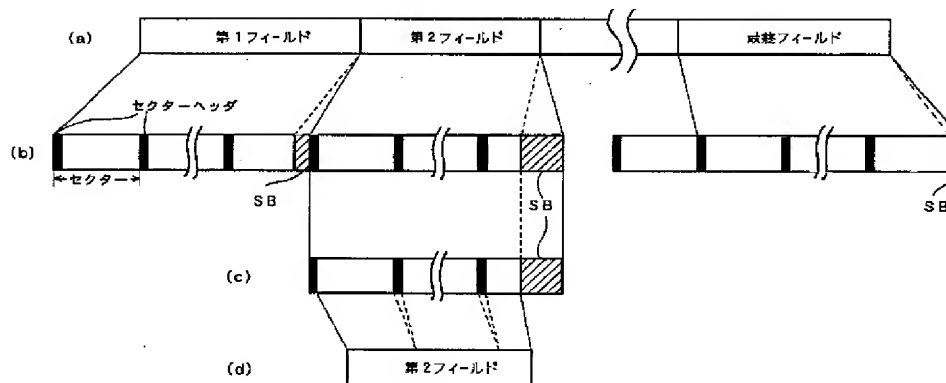 (a) 第1フィールド 第2フィールド 最終フィールド
セクターヘッダ
(b)
セクター SB SB SB
(c)
(d) 第2フィールド